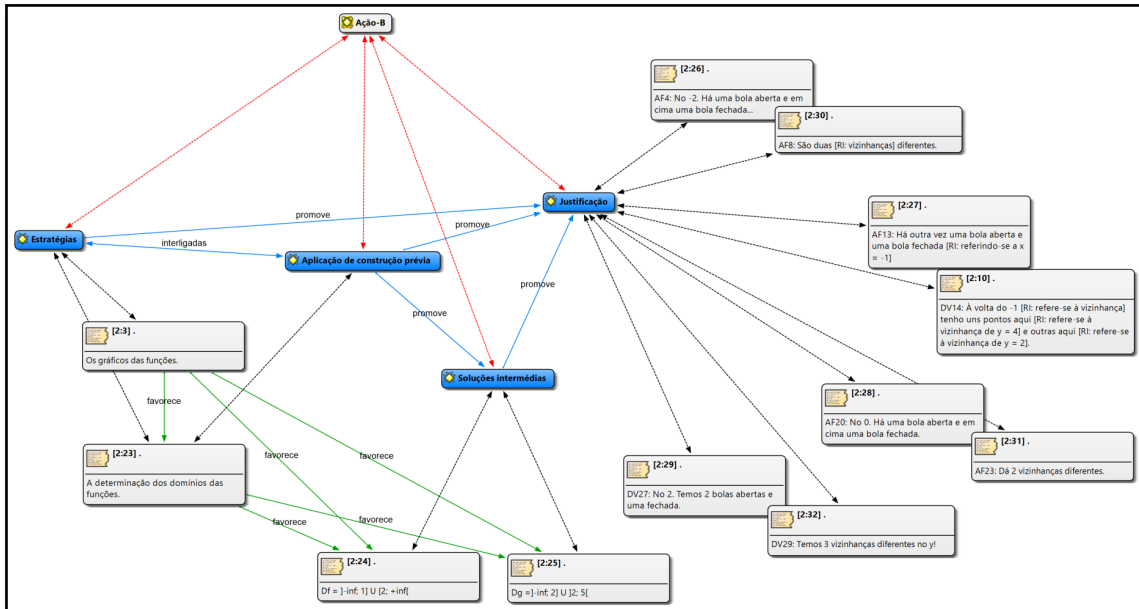 Ação-B
[2:26] .
AF4: No -2. Há uma bola aberta e em
cima uma bola fechada...
[2:30] .
AF8: São duas [RI: vizinhanças] diferentes.
Justificação
promove
promove
[2:27] .
AF13: Há outra vez uma bola aberta e
uma bola fechada [RI: referindo-se a x
= -1]
Estratégias
interligadas
Aplicação de construção prévia
promove
promove
[2:10] .
DV14: À volta do -1 [RI: refere-se à vizinhança]
tenho uns pontos aqui [RI: refere-se à
vizinhança de y = 4] e outras aqui [RI: refere-se
à vizinhança de y = 2].
[2:3] .
Os gráficos das funções.
Soluções intermédias
favorece
[2:28] .
AF20: No 0. Há uma bola aberta e em
cima uma bola fechada.
[2:31] .
AF23: Dá 2 vizinhanças diferentes.
[2:23] .
A determinação dos domínios das
funções.
favorece
favorece
[2:29] .
DV27: No 2. Temos 2 bolas abertas e
uma fechada.
favorece
favorece
[2:32] .
DV29: Temos 3 vizinhanças diferentes no y!
[2:24] .
Df = ]-inf; 1] U [2; +inf[
[2:25] .
Dg =]-inf; 2] U ]2; 5[